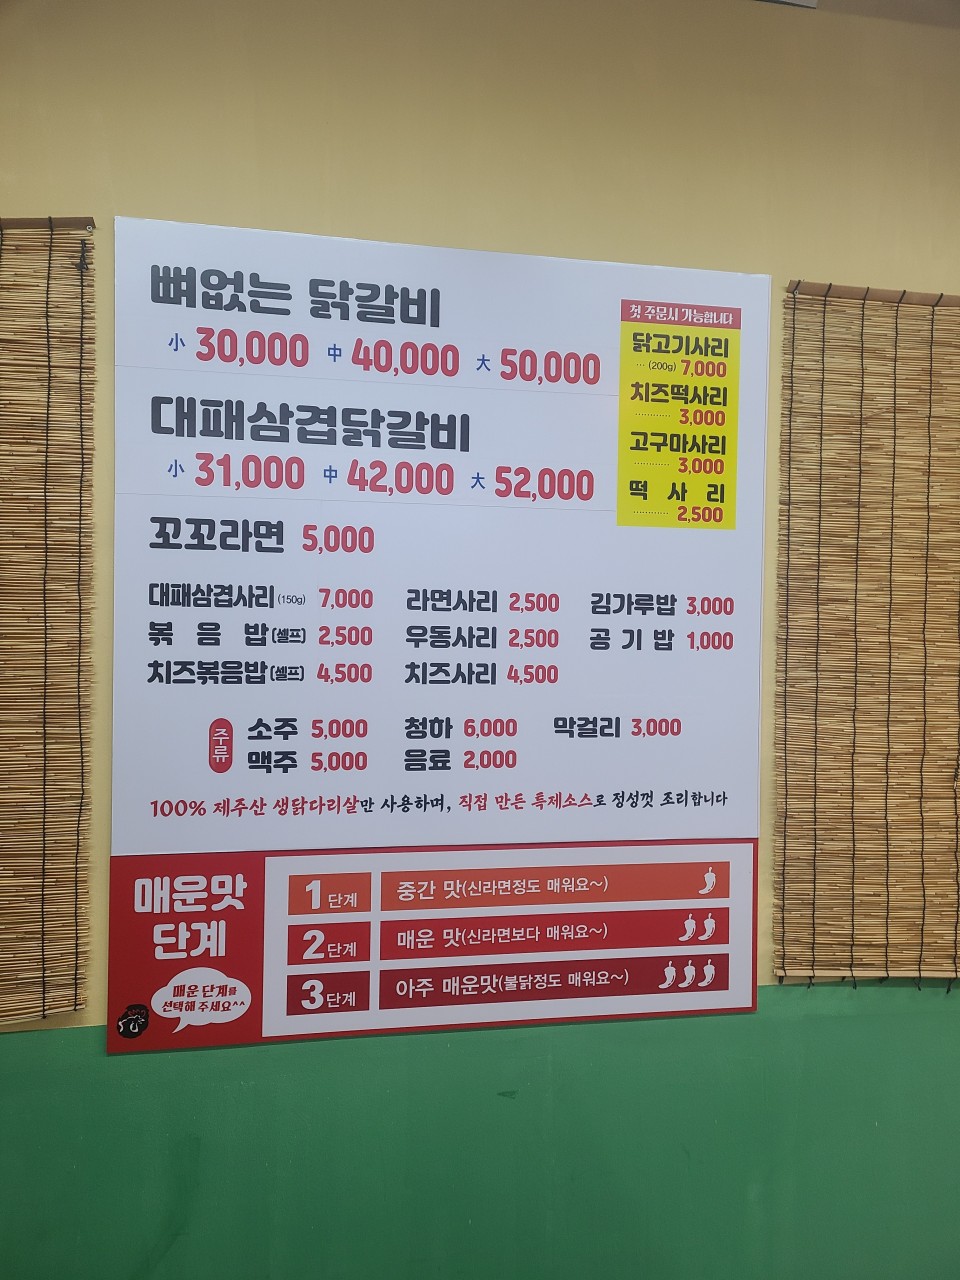 뼈없는 닭갈비
小 30,000 中 40,000 大 50,000
대패삼겹닭갈비
小 31,000 中 42,000 大 52,000
첫 주문시 가능합니다
닭고기사리
(200g) 7,000
치즈떡사리
3,000
고구마사리
3,000
떡 사 리
2,500
꼬꼬라면 5,000
대패삼겹사리 (150g) 7,000 라면사리 2,500 김가루밥 3,000
볶 음 밥 (셀프) 2,500 우동사리 2,500 공 기 밥 1,000
치즈볶음밥 (셀프) 4,500 치즈사리 4,500
주류
소주 5,000 청하 6,000 막걸리 3,000
맥주 5,000 음료 2,000
100% 제주산 생닭다리살만 사용하며, 직접 만든 특제소스로 정성껏 조리합니다
매운맛
단계
매운 단계를
선택해 주세요^^
1단계 중간 맛(신라면정도 매워요~)
2단계 매운 맛(신라면보다 매워요~)
3단계 아주 매운맛(불닭정도 매워요~)